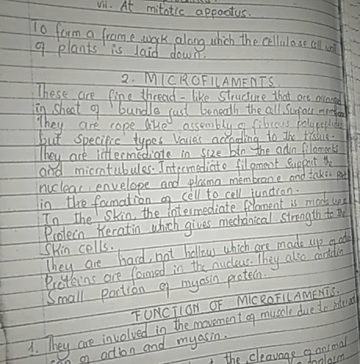 vii. At mitotic apparatus.
To form a frame work along which the cellulose cell wall
of plants is laid down.
2. MICROFILAMENTS
These are fine thread-like structure that are arranged
in sheet of bundle just beneath the cell surface
They are rope like assembly of fibrous polypeptides
but specific types varies according to the tissue.
They are intermediate in size b/w the actin filaments
and microtubules. Intermediate filament support the
nuclear envelope and plasma membrane and takes part
in the formation of cell to cell junction.
In the skin, the intermediate filament is made up of
Protein Keratin which gives mechanical strength to the
skin cells.
They are hard, not hollow which are made up of actin
Proteins are formed in the nucleus. They also contain
Small portion of myosin protein.
FUNCTION OF MICROFILAMENTS.
1. They are involved in the movement of muscle due to
of actin and myosin.
the cleavage of animal